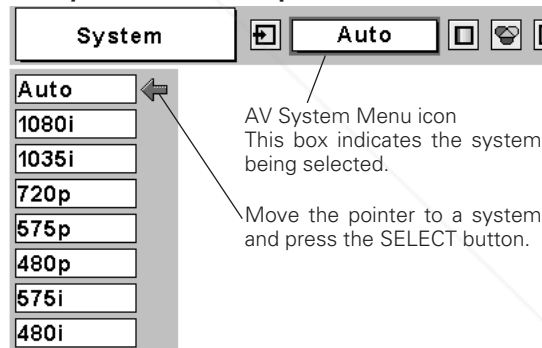 System
Auto
Auto
1080i
1035i
720p
575p
480p
575i
480i
AV System Menu icon
This box indicates the system
being selected.
Move the pointer to a system
and press the SELECT button.